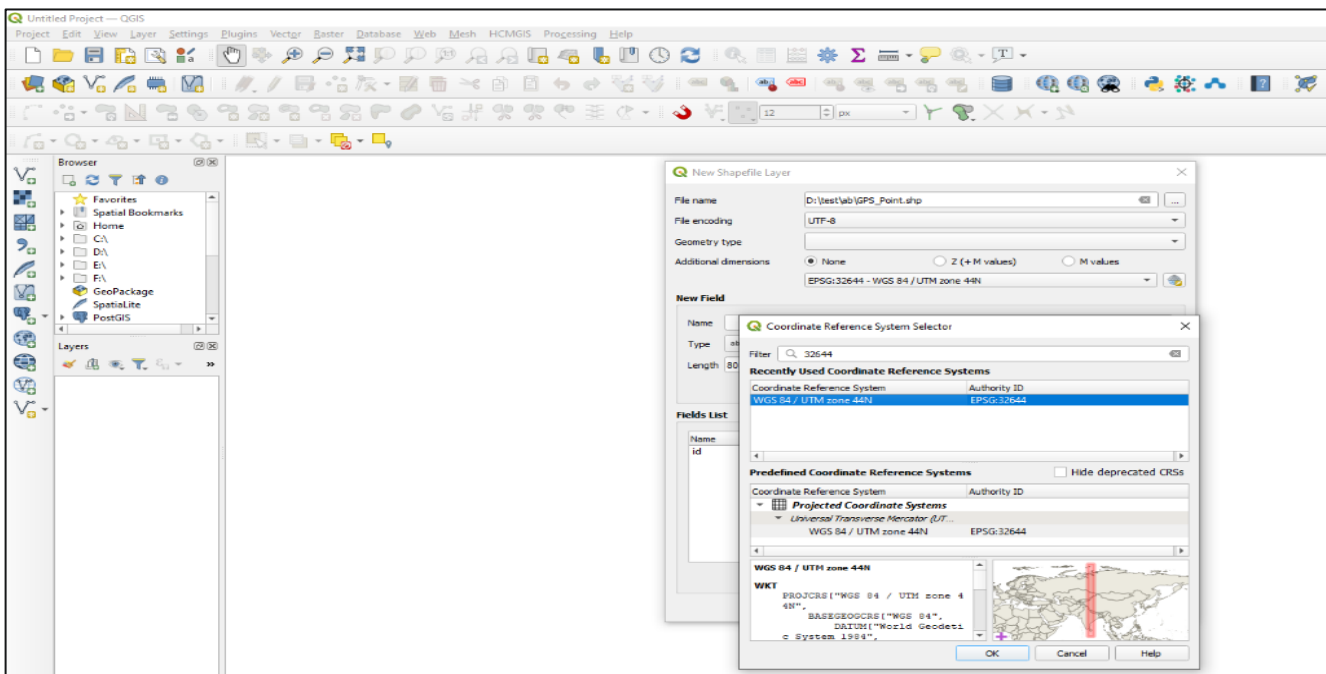 Untitled Project — QGIS
Project Edit View Layer Settings Plugins Vector Raster Database Web Mesh HCMGIS Processing Help
12 px
Browser
Favorites
Spatial Bookmarks
Home
C:\
D:\
E:\
F:\
GeoPackage
SpatiaLite
PostGIS
Layers
New Shapefile Layer
File name D:\test\ab\GPS_Point.shp
File encoding UTF-8
Geometry type
Additional dimensions None Z (+ M values) M values
EPSG:32644 - WGS 84 / UTM zone 44N
New Field
Name
Type
Length 80
Fields List
Name
id
Coordinate Reference System Selector
Filter 32644
Recently Used Coordinate Reference Systems
Coordinate Reference System Authority ID
WGS 84 / UTM zone 44N EPSG:32644
Predefined Coordinate Reference Systems Hide deprecated CRSs
Coordinate Reference System Authority ID
Projected Coordinate Systems
Universal Transverse Mercator (UT...
WGS 84 / UTM zone 44N EPSG:32644
WGS 84 / UTM zone 44N
WKT
PROJCRS["WGS 84 / UTM zone 4
4N",
BASEGEOGCRS["WGS 84",
DATUM["World Geodeti
c System 1984",
OK Cancel Help